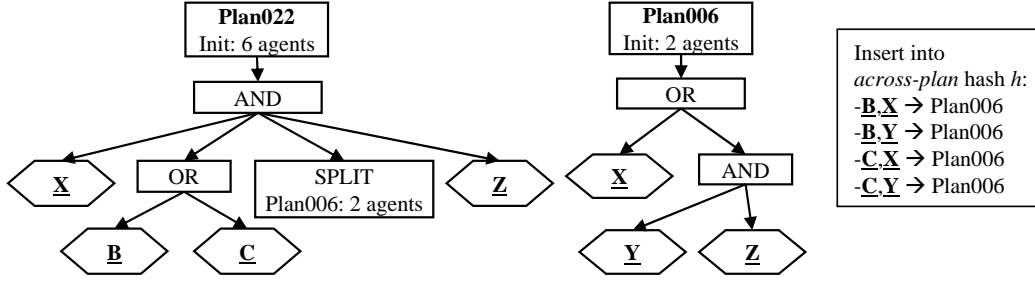 Plan022
Init: 6 agents
AND
X
OR
SPLIT
Plan006: 2 agents
Z
B
C
Plan006
Init: 2 agents
OR
X
AND
Y
Z
Insert into
across-plan hash h:
-B,X → Plan006
-B,Y → Plan006
-C,X → Plan006
-C,Y → Plan006